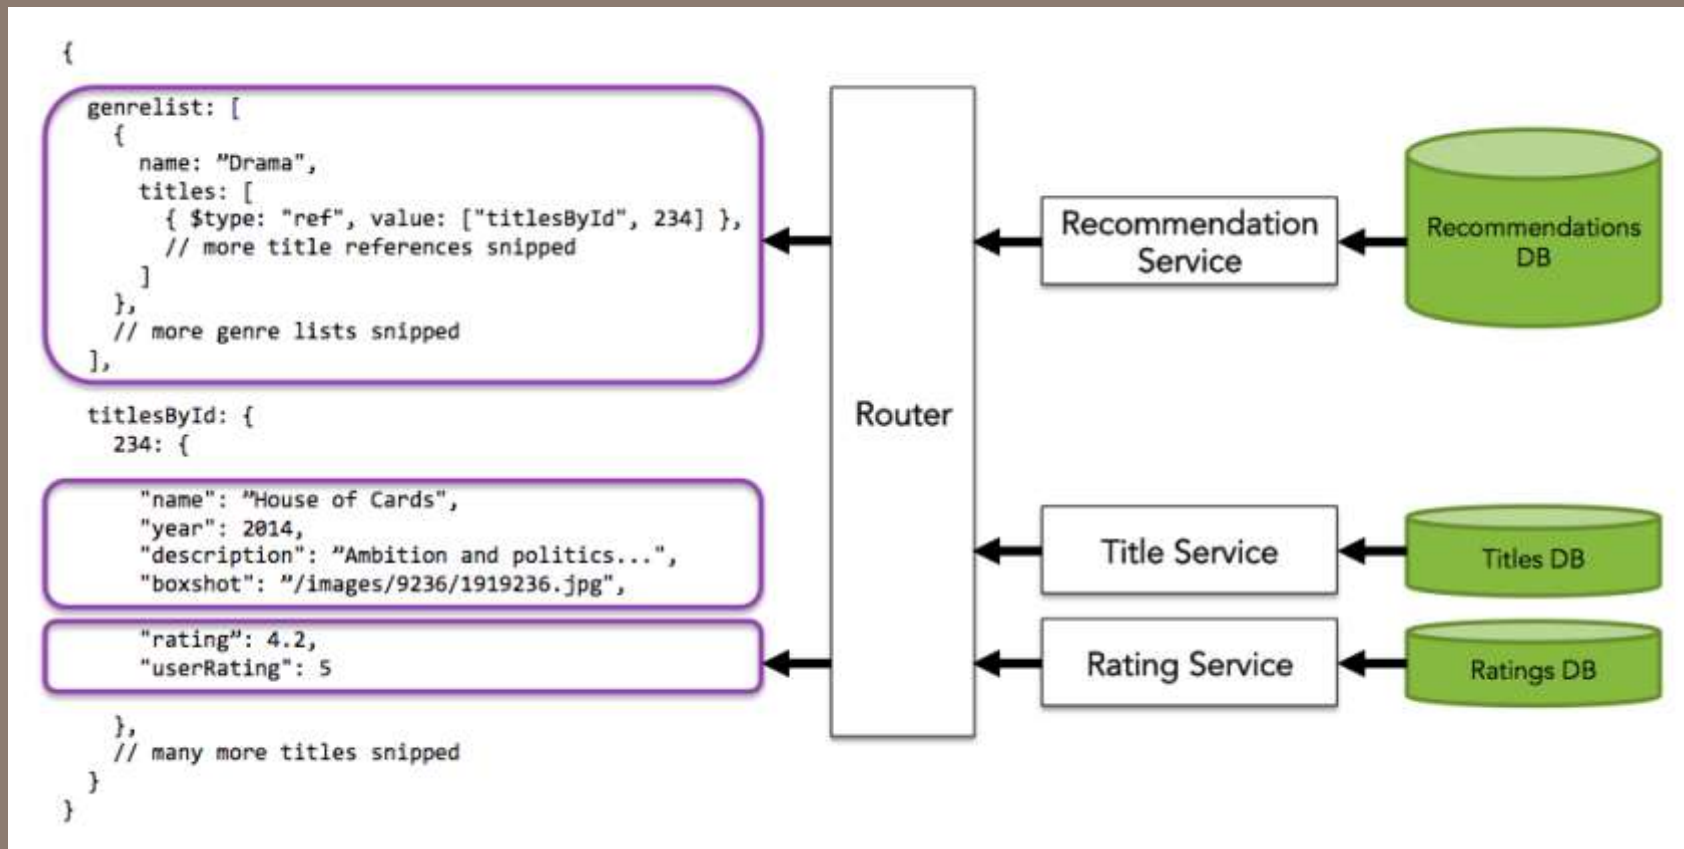 {
genrelist: [
{
name: ”Drama",
titles: [
{ $type: "ref", value: ["titlesById", 234] },
// more title references snipped
]
},
// more genre lists snipped
],
titlesById: {
234: {
"name": ”House of Cards",
"year": 2014,
"description": ”Ambition and politics...",
"boxshot": ”/images/9236/1919236.jpg",
"rating”: 4.2,
"userRating": 5
},
// many more titles snipped
}
}
Router
Recommendation
Service
Recommendations
DB
Title Service
Titles DB
Rating Service
Ratings DB